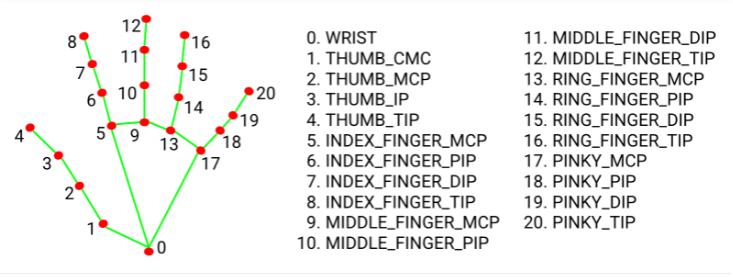 12
8
16
11
7
15
6
10
14
20
5
9
19
4
13
18
3
17
2
1
0
0. WRIST
1. THUMB_CMC
2. THUMB_MCP
3. THUMB_IP
4. THUMB_TIP
5. INDEX_FINGER_MCP
6. INDEX_FINGER_PIP
7. INDEX_FINGER_DIP
8. INDEX_FINGER_TIP
9. MIDDLE_FINGER_MCP
10. MIDDLE_FINGER_PIP
11. MIDDLE_FINGER_DIP
12. MIDDLE_FINGER_TIP
13. RING_FINGER_MCP
14. RING_FINGER_PIP
15. RING_FINGER_DIP
16. RING_FINGER_TIP
17. PINKY_MCP
18. PINKY_PIP
19. PINKY_DIP
20. PINKY_TIP